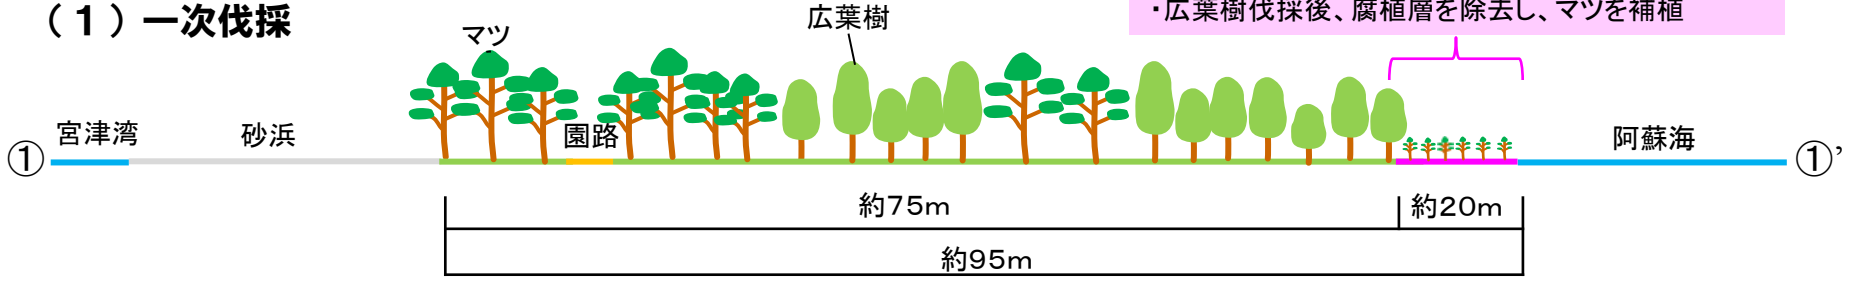 (1)一次伐採
・広葉樹伐採後、腐植層を除去し、マツを補植
広葉樹
マツ
宮津湾
砂浜
園路
阿蘇海
①
①’
約75m
約20m
約95m